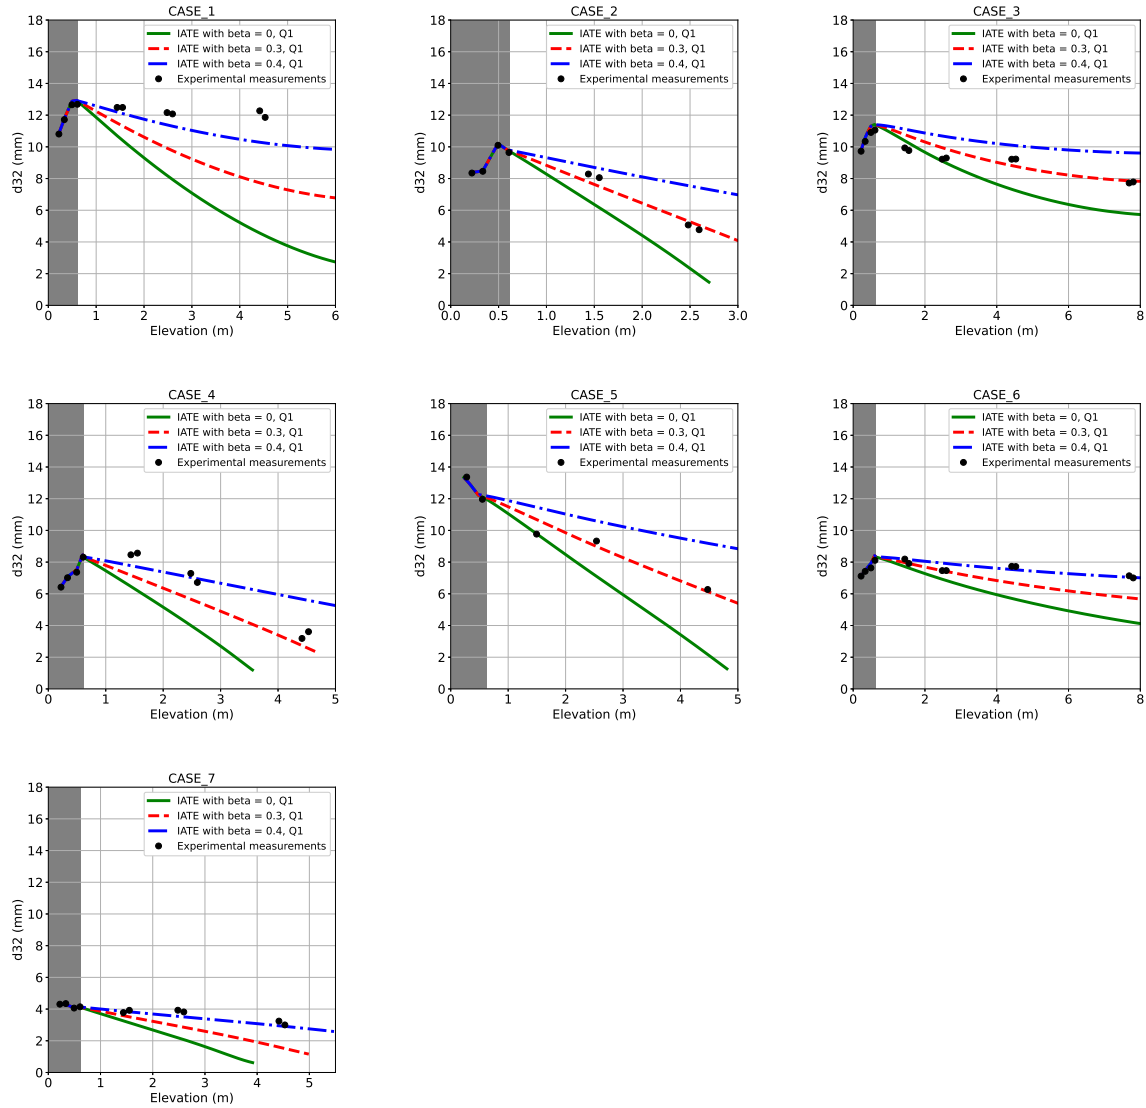 CASE_1
IATE with beta = 0, Q1
IATE with beta = 0.3, Q1
IATE with beta = 0.4, Q1
Experimental measurements
d32 (mm)
18
16
14
12
10
8
6
4
2
0
0 1 2 3 4 5 6
Elevation (m)
CASE_2
IATE with beta = 0, Q1
IATE with beta = 0.3, Q1
IATE with beta = 0.4, Q1
Experimental measurements
d32 (mm)
18
16
14
12
10
8
6
4
2
0
0.0 0.5 1.0 1.5 2.0 2.5 3.0
Elevation (m)
CASE_3
IATE with beta = 0, Q1
IATE with beta = 0.3, Q1
IATE with beta = 0.4, Q1
Experimental measurements
d32 (mm)
18
16
14
12
10
8
6
4
2
0
0 2 4 6 8
Elevation (m)
CASE_4
IATE with beta = 0, Q1
IATE with beta = 0.3, Q1
IATE with beta = 0.4, Q1
Experimental measurements
d32 (mm)
18
16
14
12
10
8
6
4
2
0
0 1 2 3 4 5
Elevation (m)
CASE_5
IATE with beta = 0, Q1
IATE with beta = 0.3, Q1
IATE with beta = 0.4, Q1
Experimental measurements
d32 (mm)
18
16
14
12
10
8
6
4
2
0
0 1 2 3 4 5
Elevation (m)
CASE_6
IATE with beta = 0, Q1
IATE with beta = 0.3, Q1
IATE with beta = 0.4, Q1
Experimental measurements
d32 (mm)
18
16
14
12
10
8
6
4
2
0
0 2 4 6 8
Elevation (m)
CASE_7
IATE with beta = 0, Q1
IATE with beta = 0.3, Q1
IATE with beta = 0.4, Q1
Experimental measurements
d32 (mm)
18
16
14
12
10
8
6
4
2
0
0 1 2 3 4 5
Elevation (m)